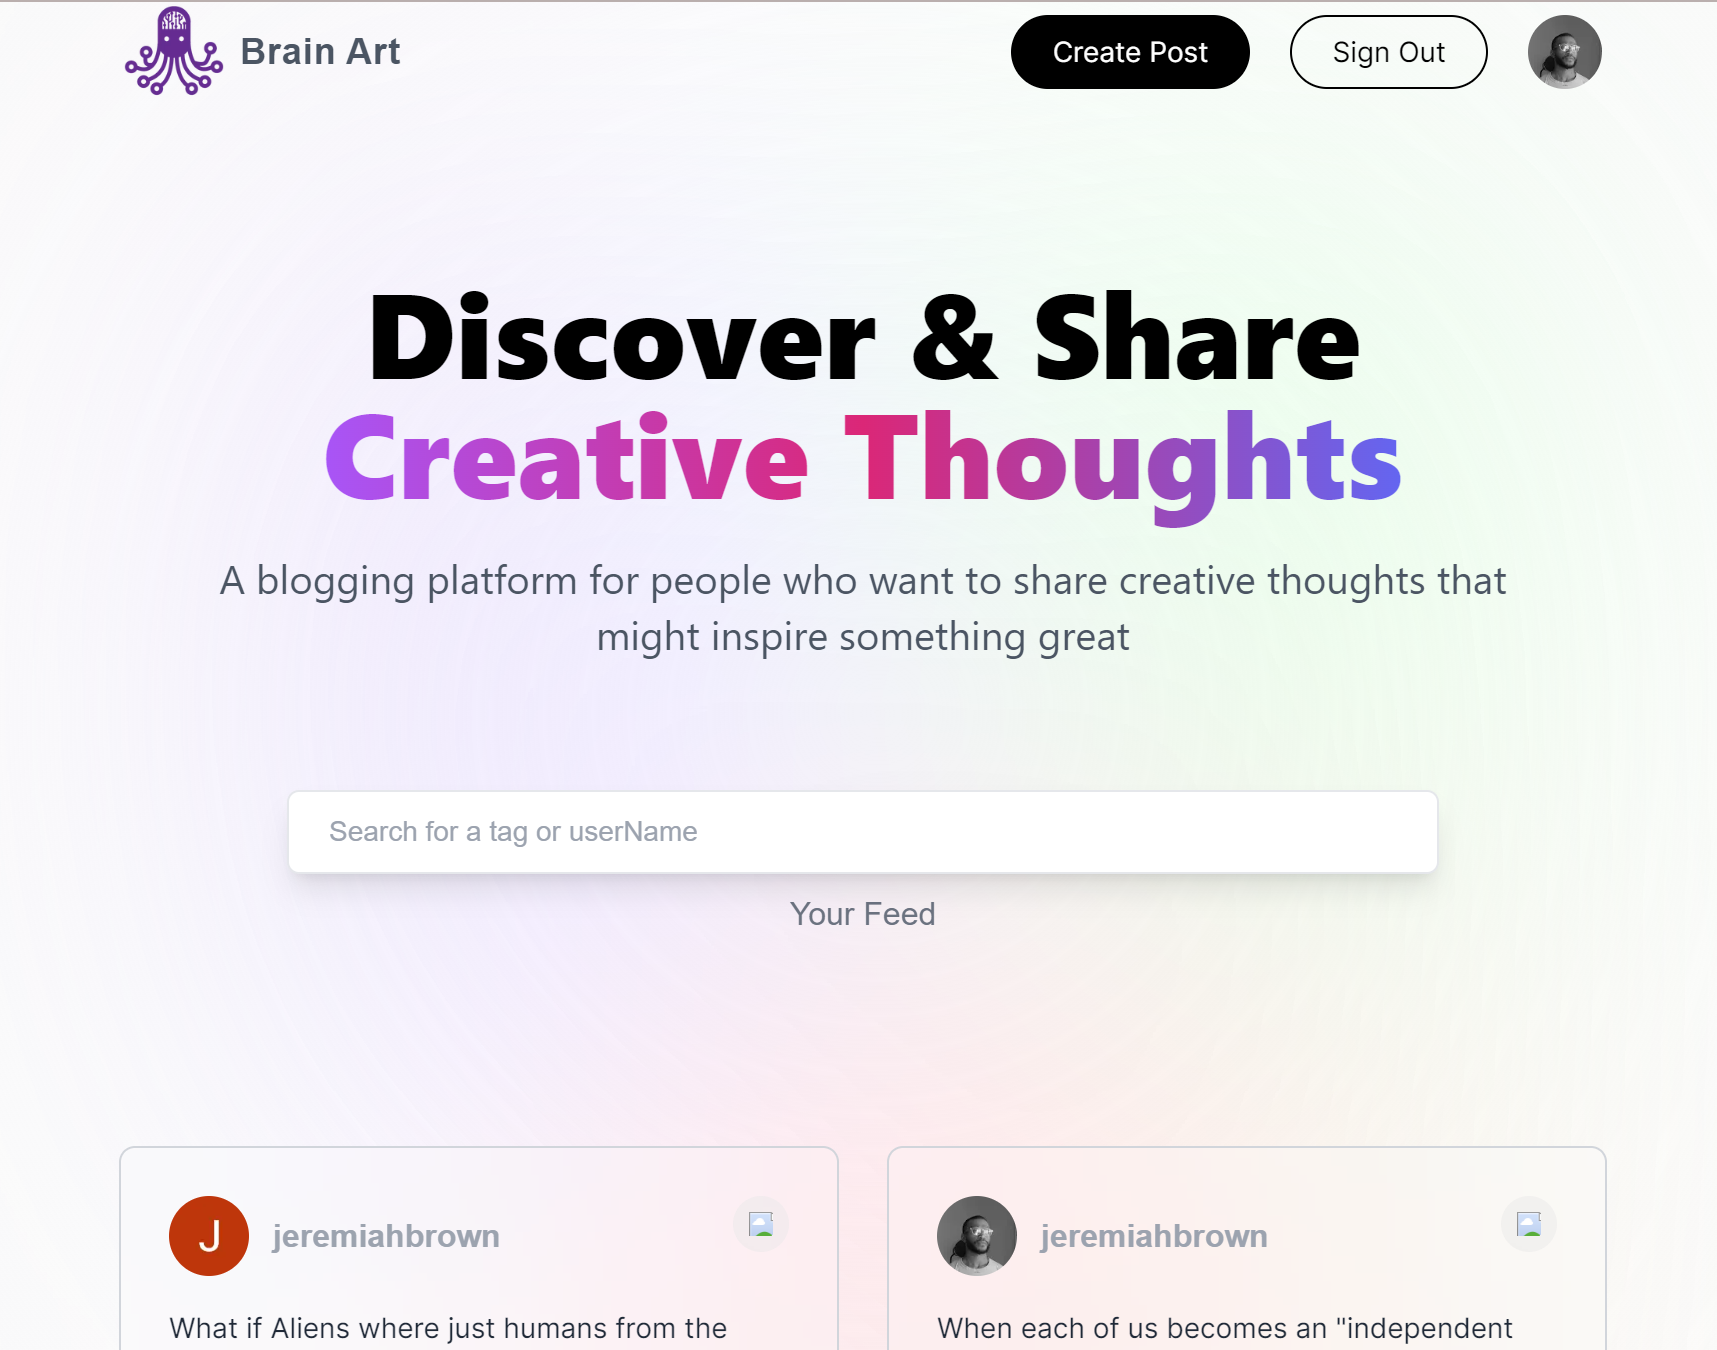 Brain Art
Create Post
Sign Out
Discover & Share
Creative Thoughts
A blogging platform for people who want to share creative thoughts that
might inspire something great
Search for a tag or userName
Your Feed
J
jeremiahbrown
What if Aliens where just humans from the
jeremiahbrown
When each of us becomes an "independent